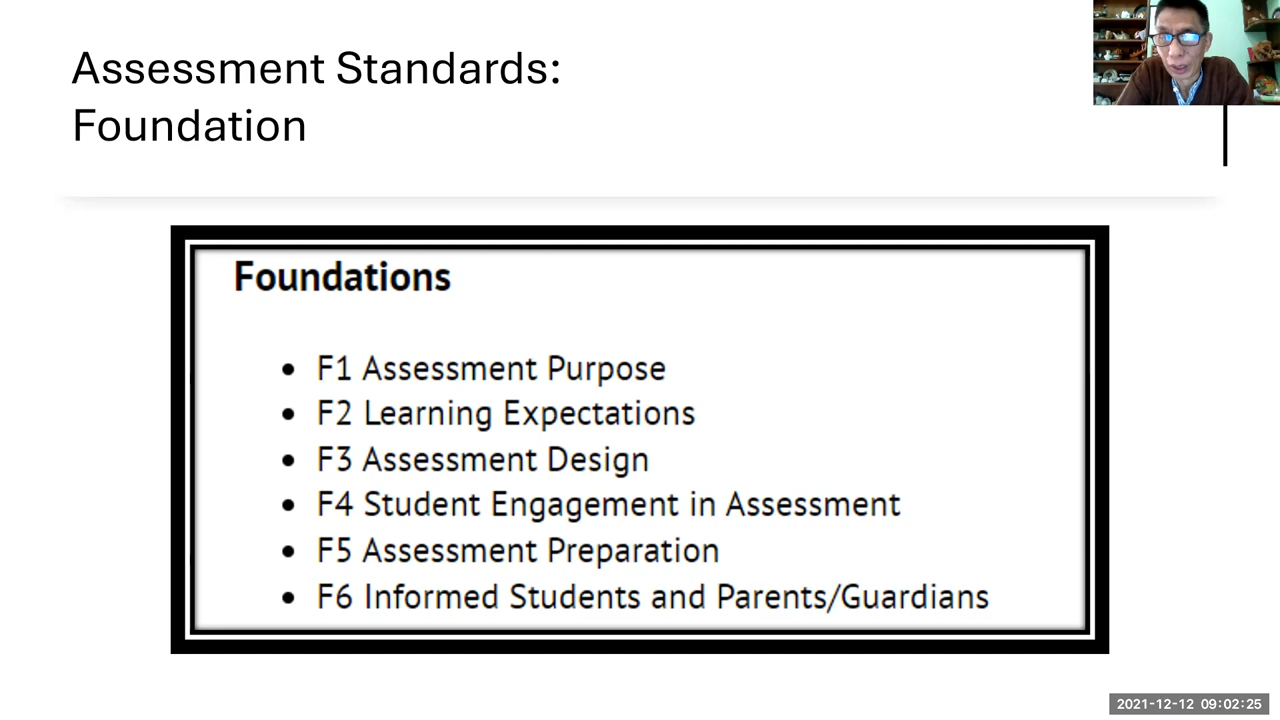 Assessment Standards:
Foundation
Foundations
• F1 Assessment Purpose
• F2 Learning Expectations
• F3 Assessment Design
• F4 Student Engagement in Assessment
• F5 Assessment Preparation
• F6 Informed Students and Parents/Guardians
2021-12-12 09:02:25